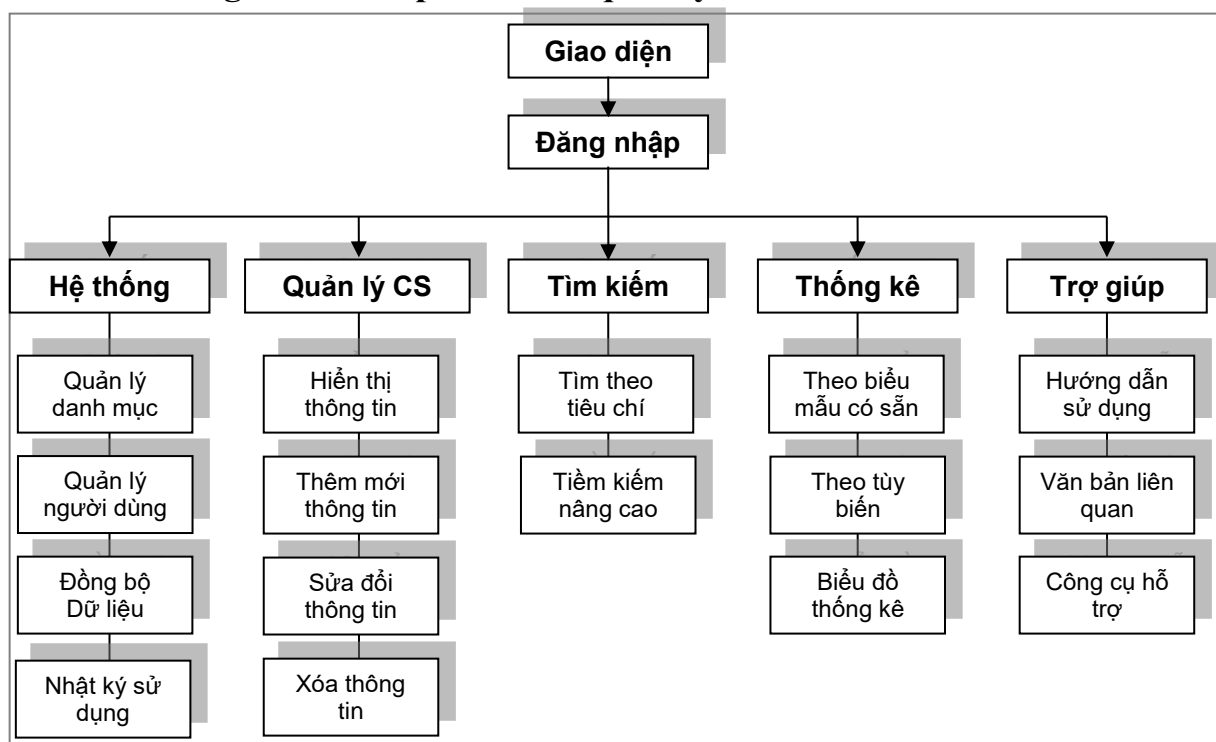 Giao diện
Đăng nhập
Hệ thống
Quản lý CS
Tìm kiếm
Thống kê
Trợ giúp
Quản lý
danh mục
Hiển thị
thông tin
Tìm theo
tiêu chí
Theo biểu
mẫu có sẵn
Hướng dẫn
sử dụng
Quản lý
người dùng
Thêm mới
thông tin
Tiềm kiếm
nâng cao
Theo tùy
biến
Văn bản liên
quan
Đồng bộ
Dữ liệu
Sửa đổi
thông tin
Biểu đồ
thống kê
Công cụ hỗ
trợ
Nhật ký sử
dụng
Xóa thông
tin